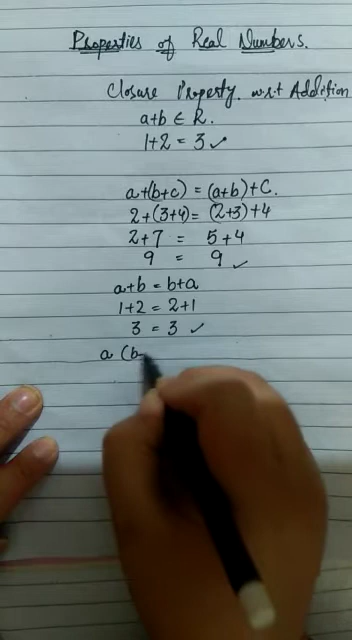 Properties of Real Numbers.
Closure Property w.r.t Addition
a+b ∈ R.
1+2 = 3 ✓
a+(b+c) = (a+b)+c.
2+(3+4) = (2+3)+4
2+7 = 5+4
9 = 9 ✓
a+b = b+a
1+2 = 2+1
3 = 3 ✓
a (b